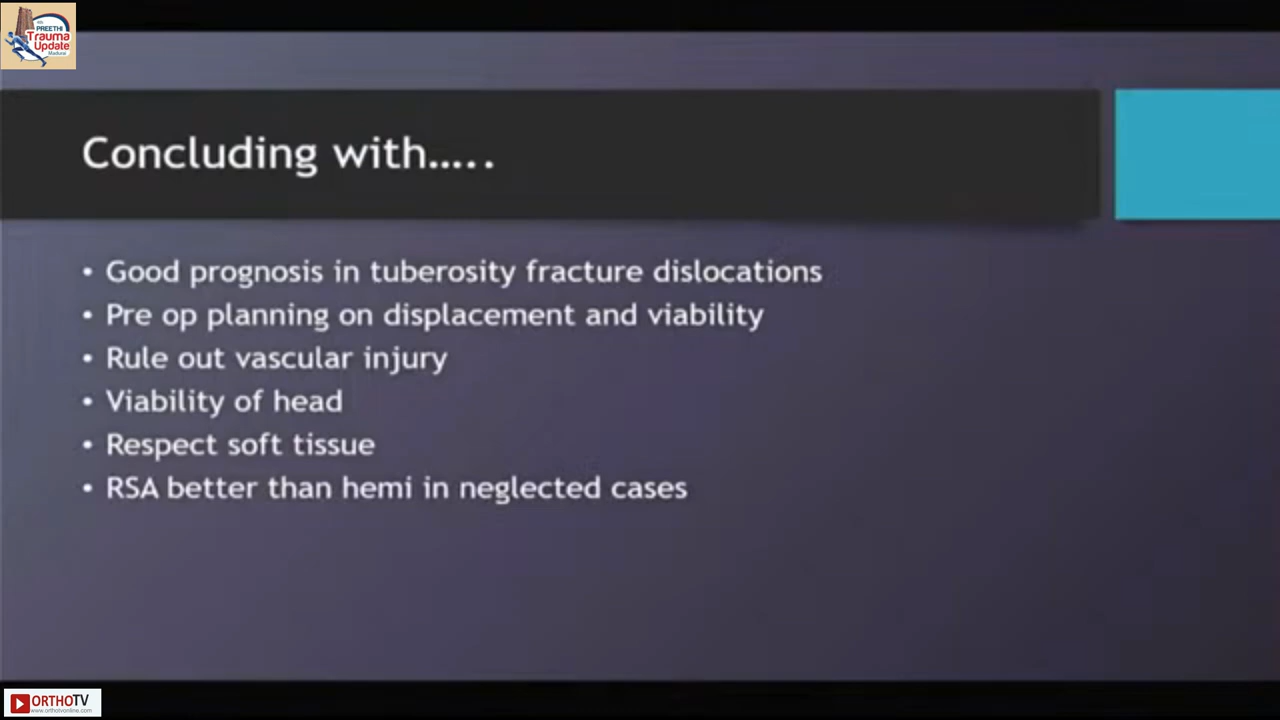 PREETHI
Trauma
Update
Madurai
Concluding with.....
• Good prognosis in tuberosity fracture dislocations
• Pre op planning on displacement and viability
• Rule out vascular injury
• Viability of head
• Respect soft tissue
• RSA better than hemi in neglected cases
ORTHOTV
www.orthotvonline.com